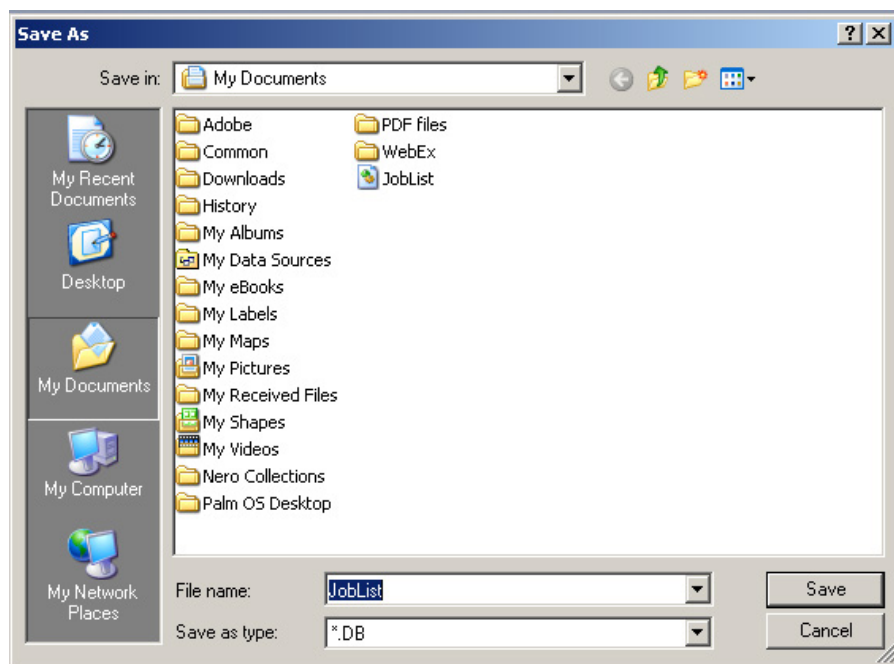 Save As
Save in:
My Documents
My Recent
Documents
Desktop
My Documents
My Computer
My Network
Places
Adobe
Common
Downloads
History
My Albums
My Data Sources
My eBooks
My Labels
My Maps
My Pictures
My Received Files
My Shapes
My Videos
Nero Collections
Palm OS Desktop
PDF files
WebEx
JobList
File name:
JobList
Save
Save as type:
*.DB
Cancel